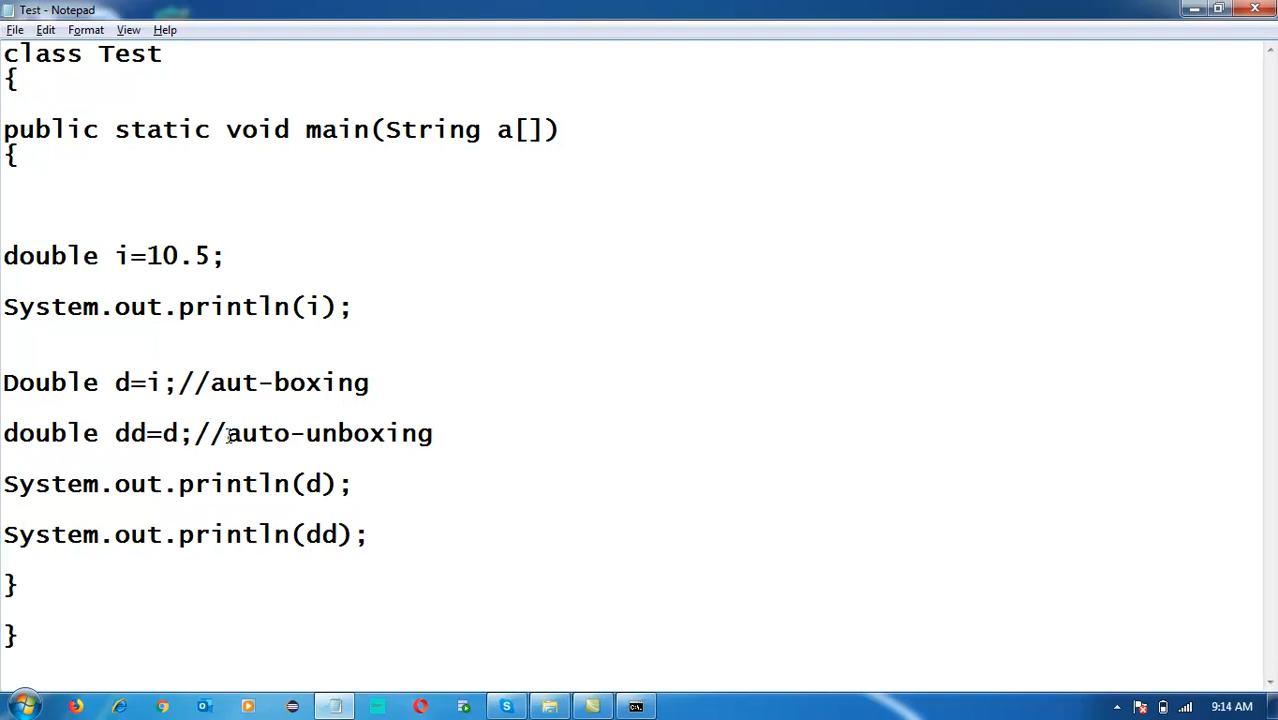 Test - Notepad
File Edit Format View Help
class Test
{
public static void main(String a[])
{
double i=10.5;
System.out.println(i);
Double d=i;//aut-boxing
double dd=d;//auto-unboxing
System.out.println(d);
System.out.println(dd);
}
}
9:14 AM